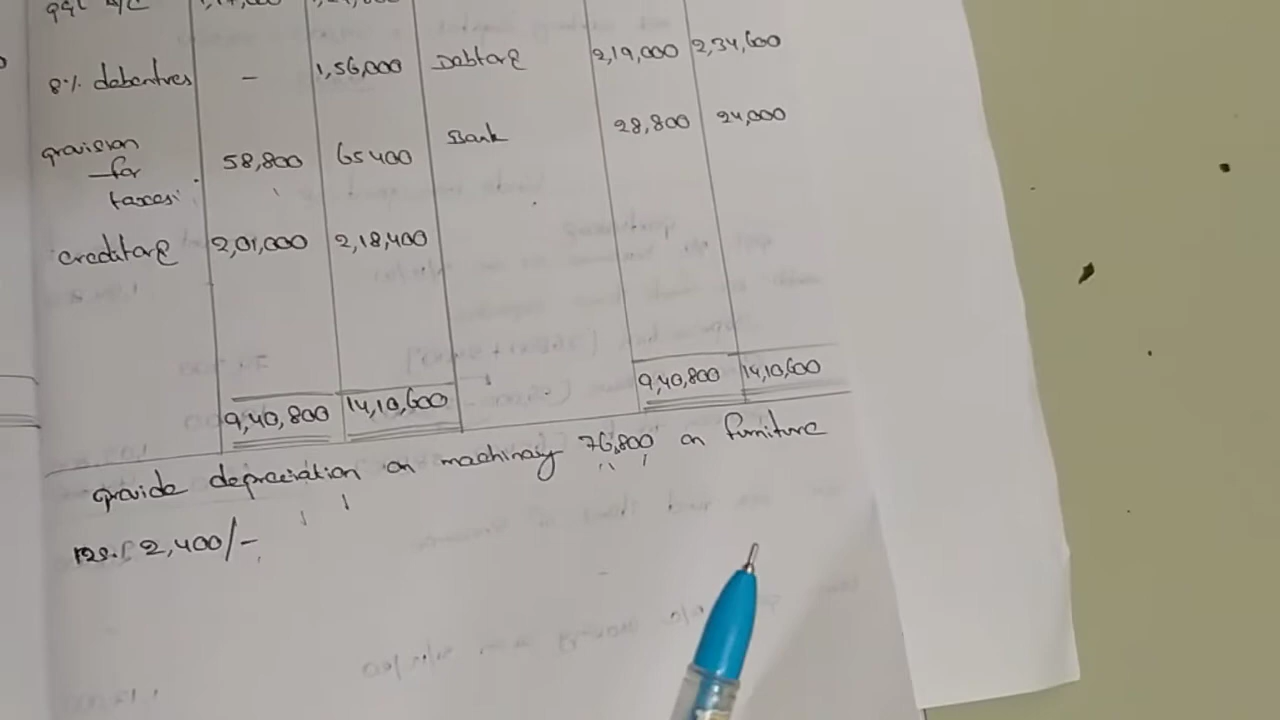 8% debentures - 1,56,000 Debtors 2,19,000 2,34,600
Bank 28,800 24,000
provision
for 58,800 65400
taxes
creditors 2,01,000 2,18,400
9,40,800 14,10,600 9,40,800 14,10,600
provide depreciation on machinery 76,800 on furniture
Rs. 2,400/-